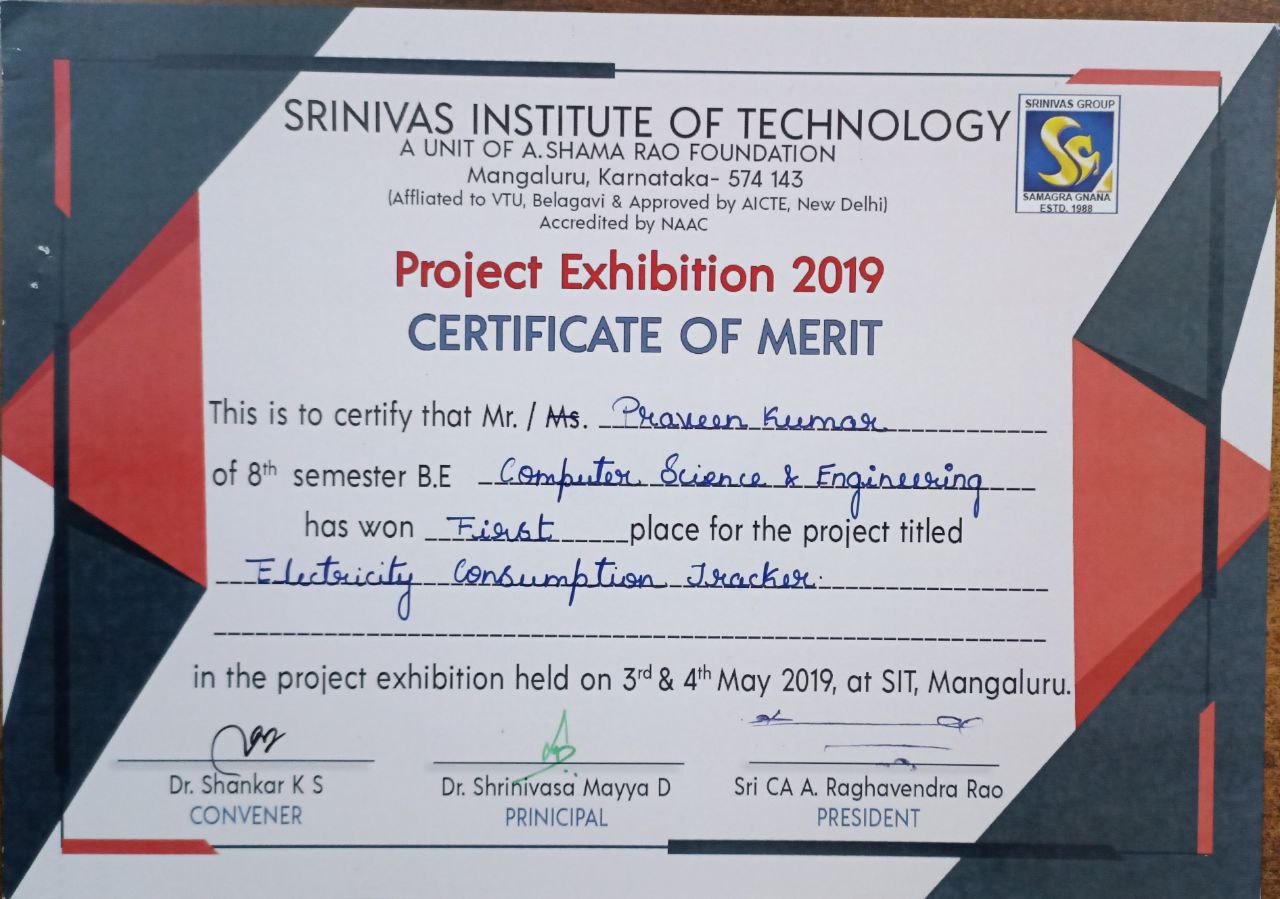 SRINIVAS INSTITUTE OF TECHNOLOGY
A UNIT OF A.SHAMA RAO FOUNDATION
Mangaluru, Karnataka- 574 143
(Affliated to VTU, Belagavi & Approved by AICTE, New Delhi)
Accredited by NAAC
SRINIVAS GROUP
SAMAGRA GNANA
ESTD. 1988
Project Exhibition 2019
CERTIFICATE OF MERIT
This is to certify that Mr. / Ms. Praveen Kumar
of 8th semester B.E Computer Science & Engineering
has won First place for the project titled
Electricity Consumption Tracker.
in the project exhibition held on 3rd & 4th May 2019, at SIT, Mangaluru.
Dr. Shankar K S Dr. Shrinivasa Mayya D Sri CA A. Raghavendra Rao
CONVENER PRINICIPAL PRESIDENT